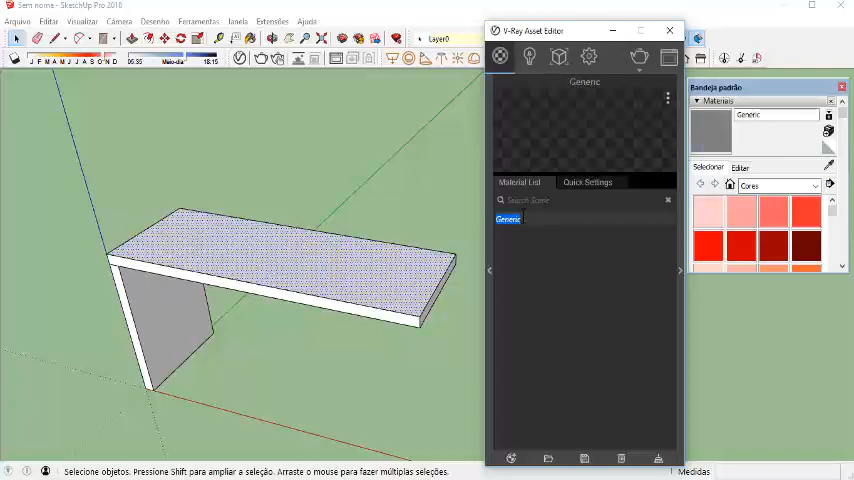 Sem nome - SketchUp Pro 2018
Arquivo Editar Visualizar Câmera Desenho Ferramentas Janela Extensões Ajuda
Layer0
J F M A M J J A S O N D 05:35 Meio-dia 18:15
V-Ray Asset Editor
Generic
Material List Quick Settings
Search Scene
Generic
Bandeja padrão
Materiais
Generic
Selecionar Editar
Cores
Selecione objetos. Pressione Shift para ampliar a seleção. Arraste o mouse para fazer múltiplas seleções.
Medidas